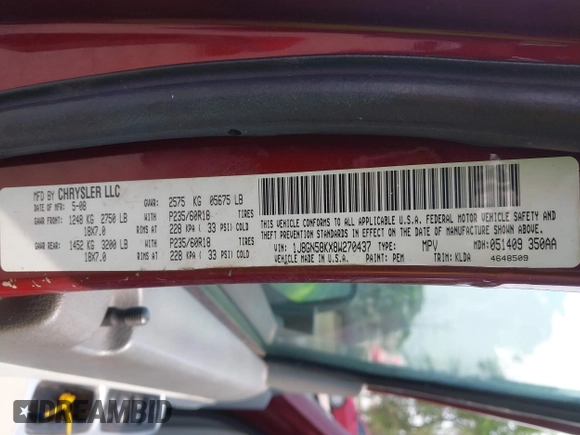 MFD BY CHRYSLER LLC
DATE OF MFR: 5-08 GVWR: 2575 KG 05675 LB
GAWR FRONT: 1248 KG 2750 LB WITH P235/60R18 TIRES
18X7.0 RIMS AT 228 KPA ( 33 PSI) COLD
GAWR REAR: 1452 KG 3200 LB WITH P235/60R18 TIRES
18X7.0 RIMS AT 228 KPA ( 33 PSI) COLD
THIS VEHICLE CONFORMS TO ALL APPLICABLE U.S.A. FEDERAL MOTOR VEHICLE SAFETY AND
THEFT PREVENTION STANDARDS IN EFFECT ON THE DATE OF MANUFACTURE SHOWN ABOVE.
VIN: 1J8GN58KX8W270437 TYPE: MPV MDH: 051409 350AA
VEHICLE MADE IN U.S.A. PAINT: PEM TRIM: KLDA 4648509
DREAMBID